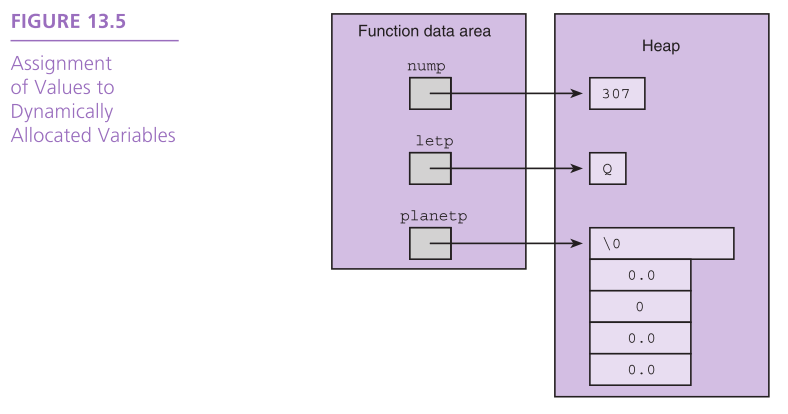 FIGURE 13.5
Assignment
of Values to
Dynamically
Allocated Variables
Function data area
nump
letp
planetp
Heap
307
Q
\0
0.0
0
0.0
0.0